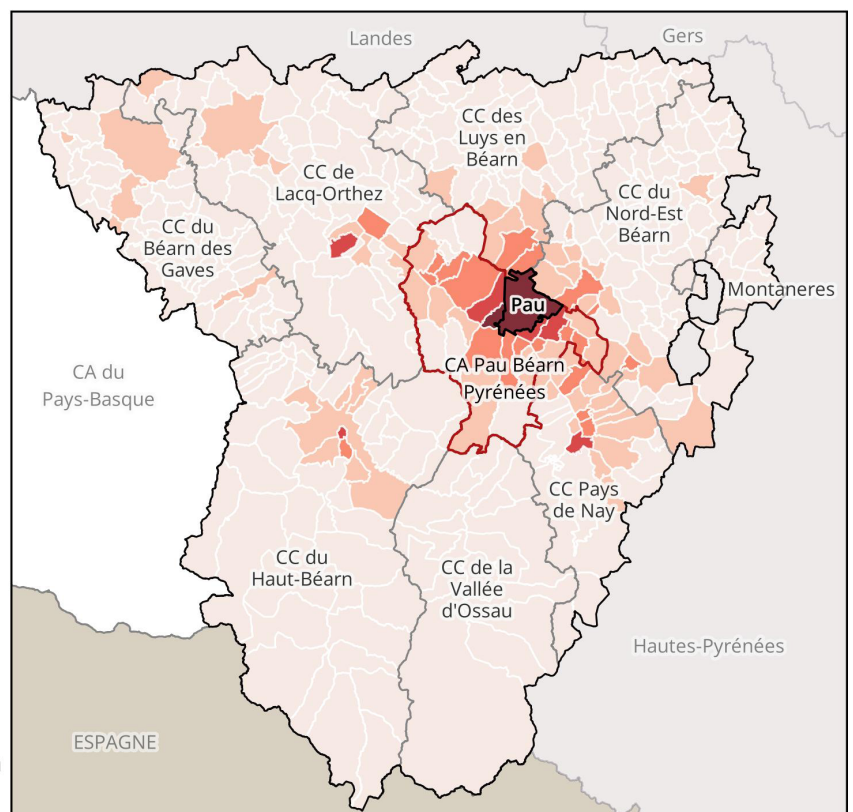 Landes
Gers
CC des
Luys en
Béarn
CC de
Lacq-Orthez
CC du
Nord-Est
Béarn
CC du
Béarn des
Gaves
Montaneres
Pau
CA Pau Béarn
Pyrénées
CA du
Pays-Basque
CC Pays
de Nay
CC du
Haut-Béarn
CC de la
Vallée
d'Ossau
Hautes-Pyrénées
ESPAGNE